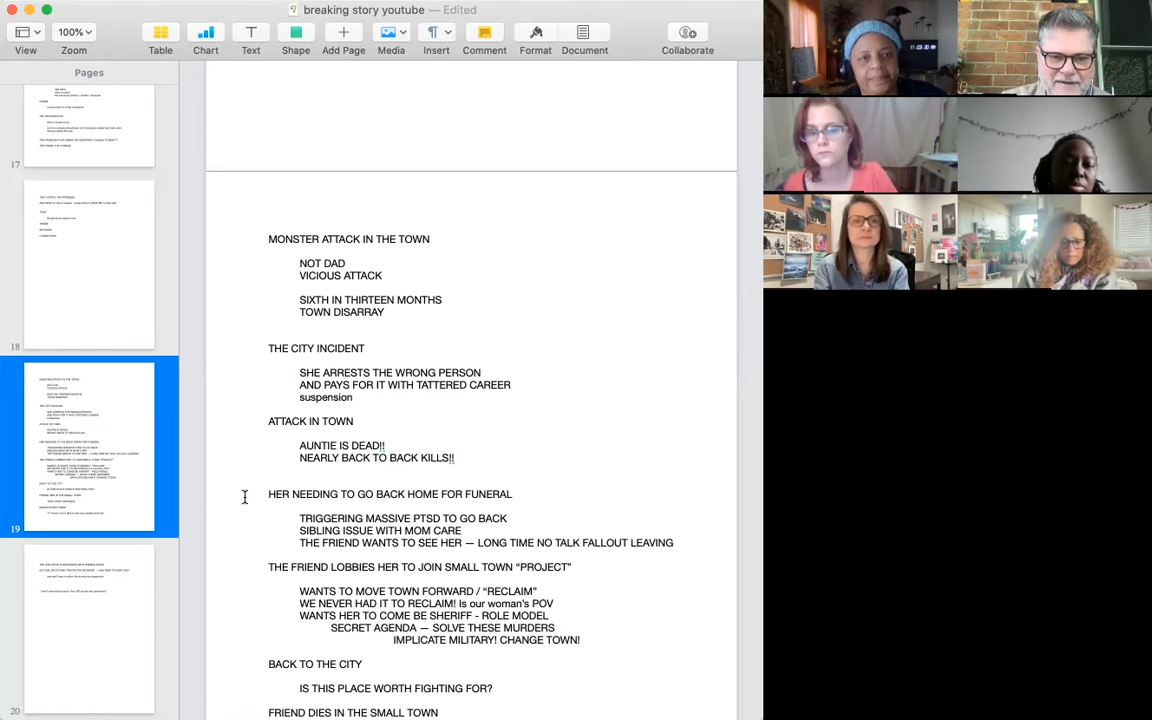 breaking story youtube — Edited
100%
View
Zoom
Table
Chart
Text
Shape
Add Page
Media
Insert
Comment
Format
Document
Collaborate
Pages
17
18
19
20
MONSTER ATTACK IN THE TOWN
NOT DAD
VICIOUS ATTACK
SIXTH IN THIRTEEN MONTHS
TOWN DISARRAY
THE CITY INCIDENT
SHE ARRESTS THE WRONG PERSON
AND PAYS FOR IT WITH TATTERED CAREER
suspension
ATTACK IN TOWN
AUNTIE IS DEAD!!
NEARLY BACK TO BACK KILLS!!
HER NEEDING TO GO BACK HOME FOR FUNERAL
TRIGGERING MASSIVE PTSD TO GO BACK
SIBLING ISSUE WITH MOM CARE
THE FRIEND WANTS TO SEE HER — LONG TIME NO TALK FALLOUT LEAVING
THE FRIEND LOBBIES HER TO JOIN SMALL TOWN “PROJECT”
WANTS TO MOVE TOWN FORWARD / “RECLAIM”
WE NEVER HAD IT TO RECLAIM! Is our woman’s POV
WANTS HER TO COME BE SHERIFF - ROLE MODEL
SECRET AGENDA — SOLVE THESE MURDERS
IMPLICATE MILITARY! CHANGE TOWN!
BACK TO THE CITY
IS THIS PLACE WORTH FIGHTING FOR?
FRIEND DIES IN THE SMALL TOWN